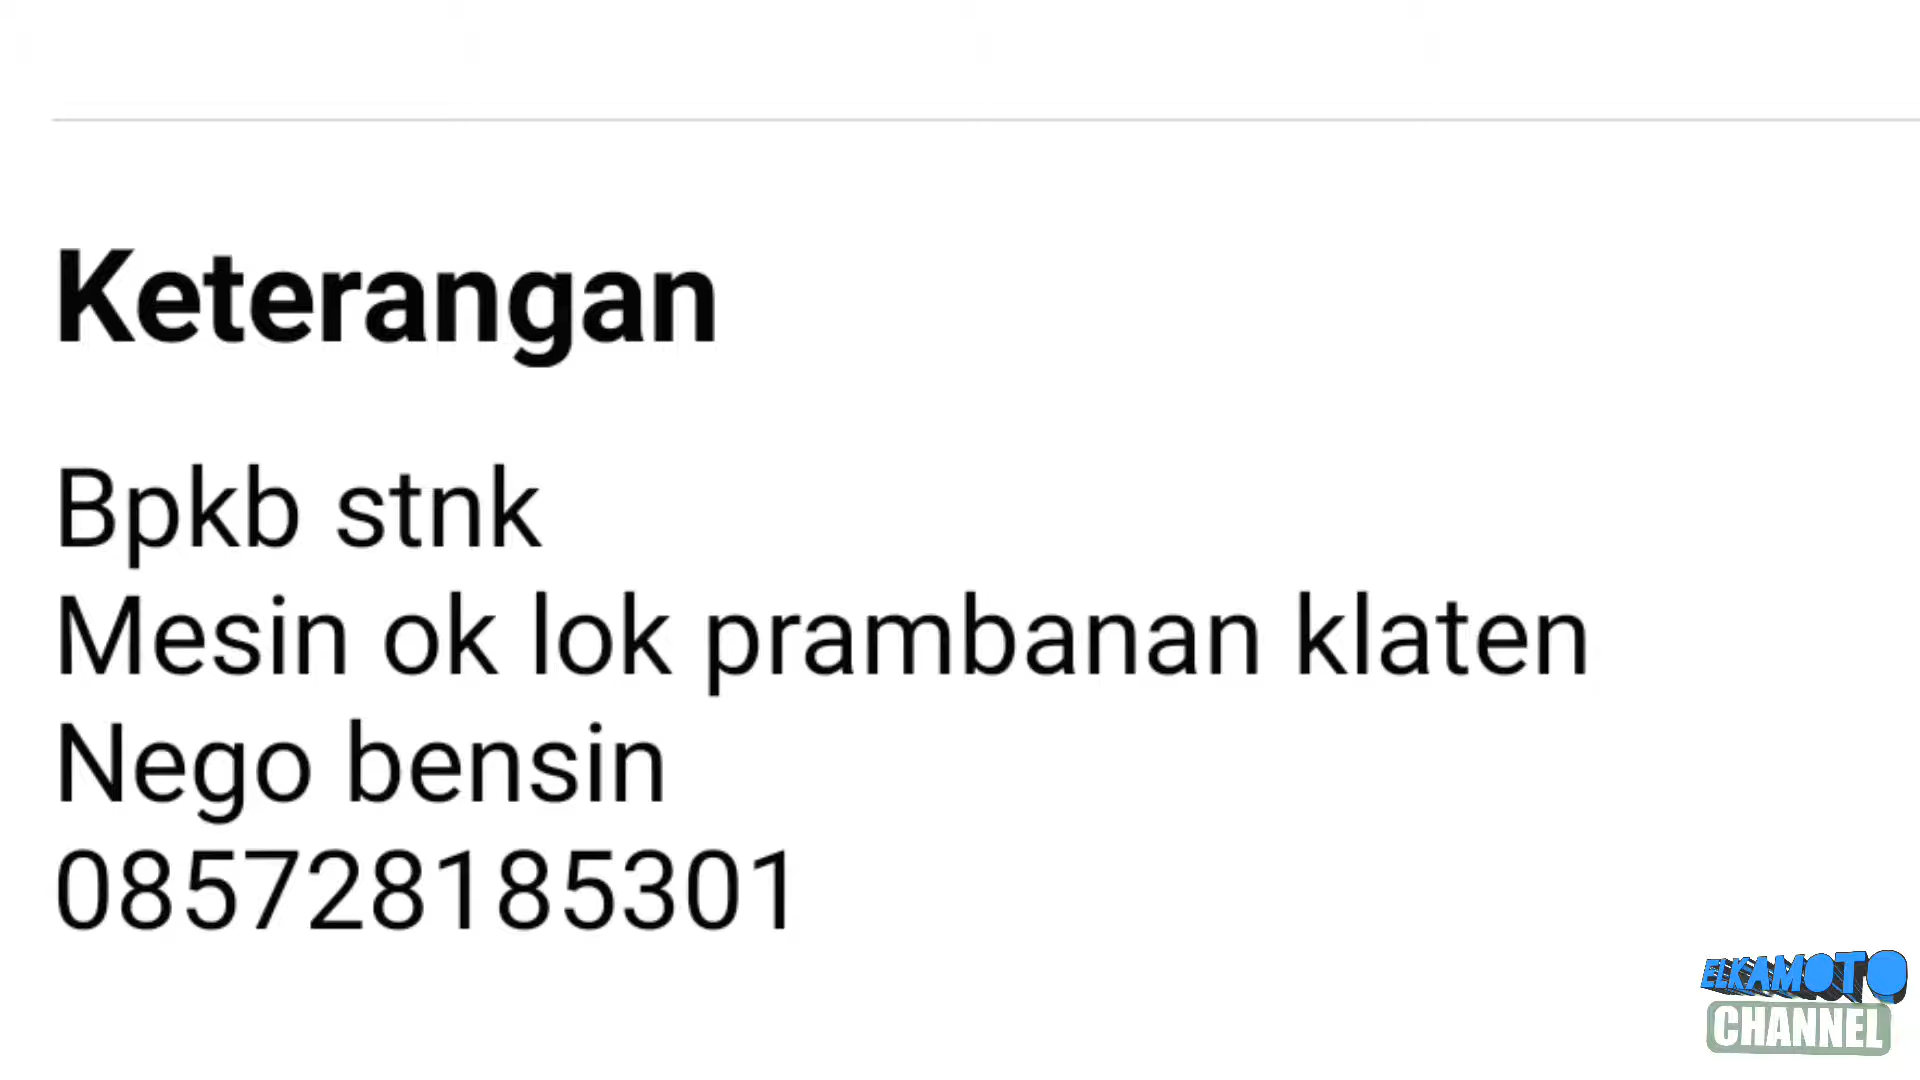 Keterangan
Bpkb stnk
Mesin ok lok prambanan klaten
Nego bensin
085728185301
ELKAMOTO
CHANNEL